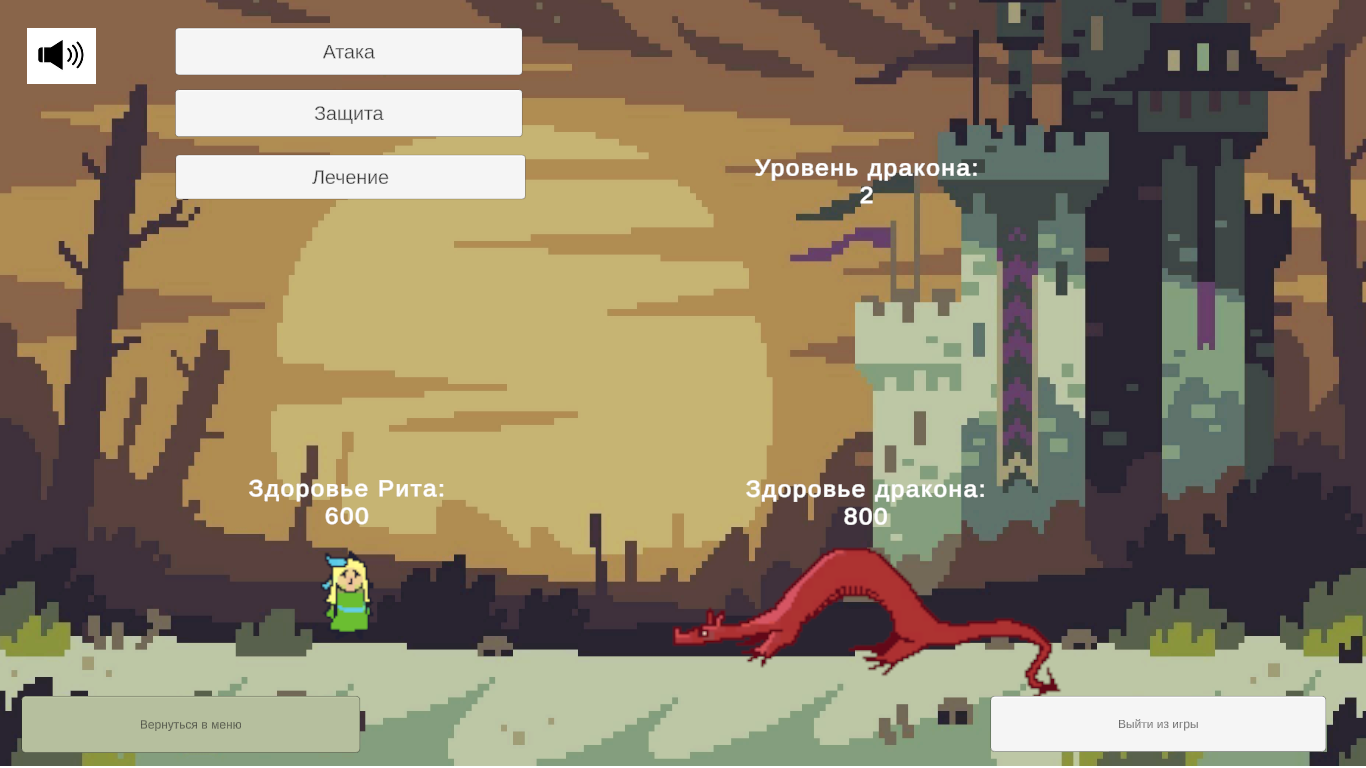 Атака
Защита
Лечение
Уровень дракона:
2
Здоровье Рита:
600
Здоровье дракона:
800
Вернуться в меню
Выйти из игры